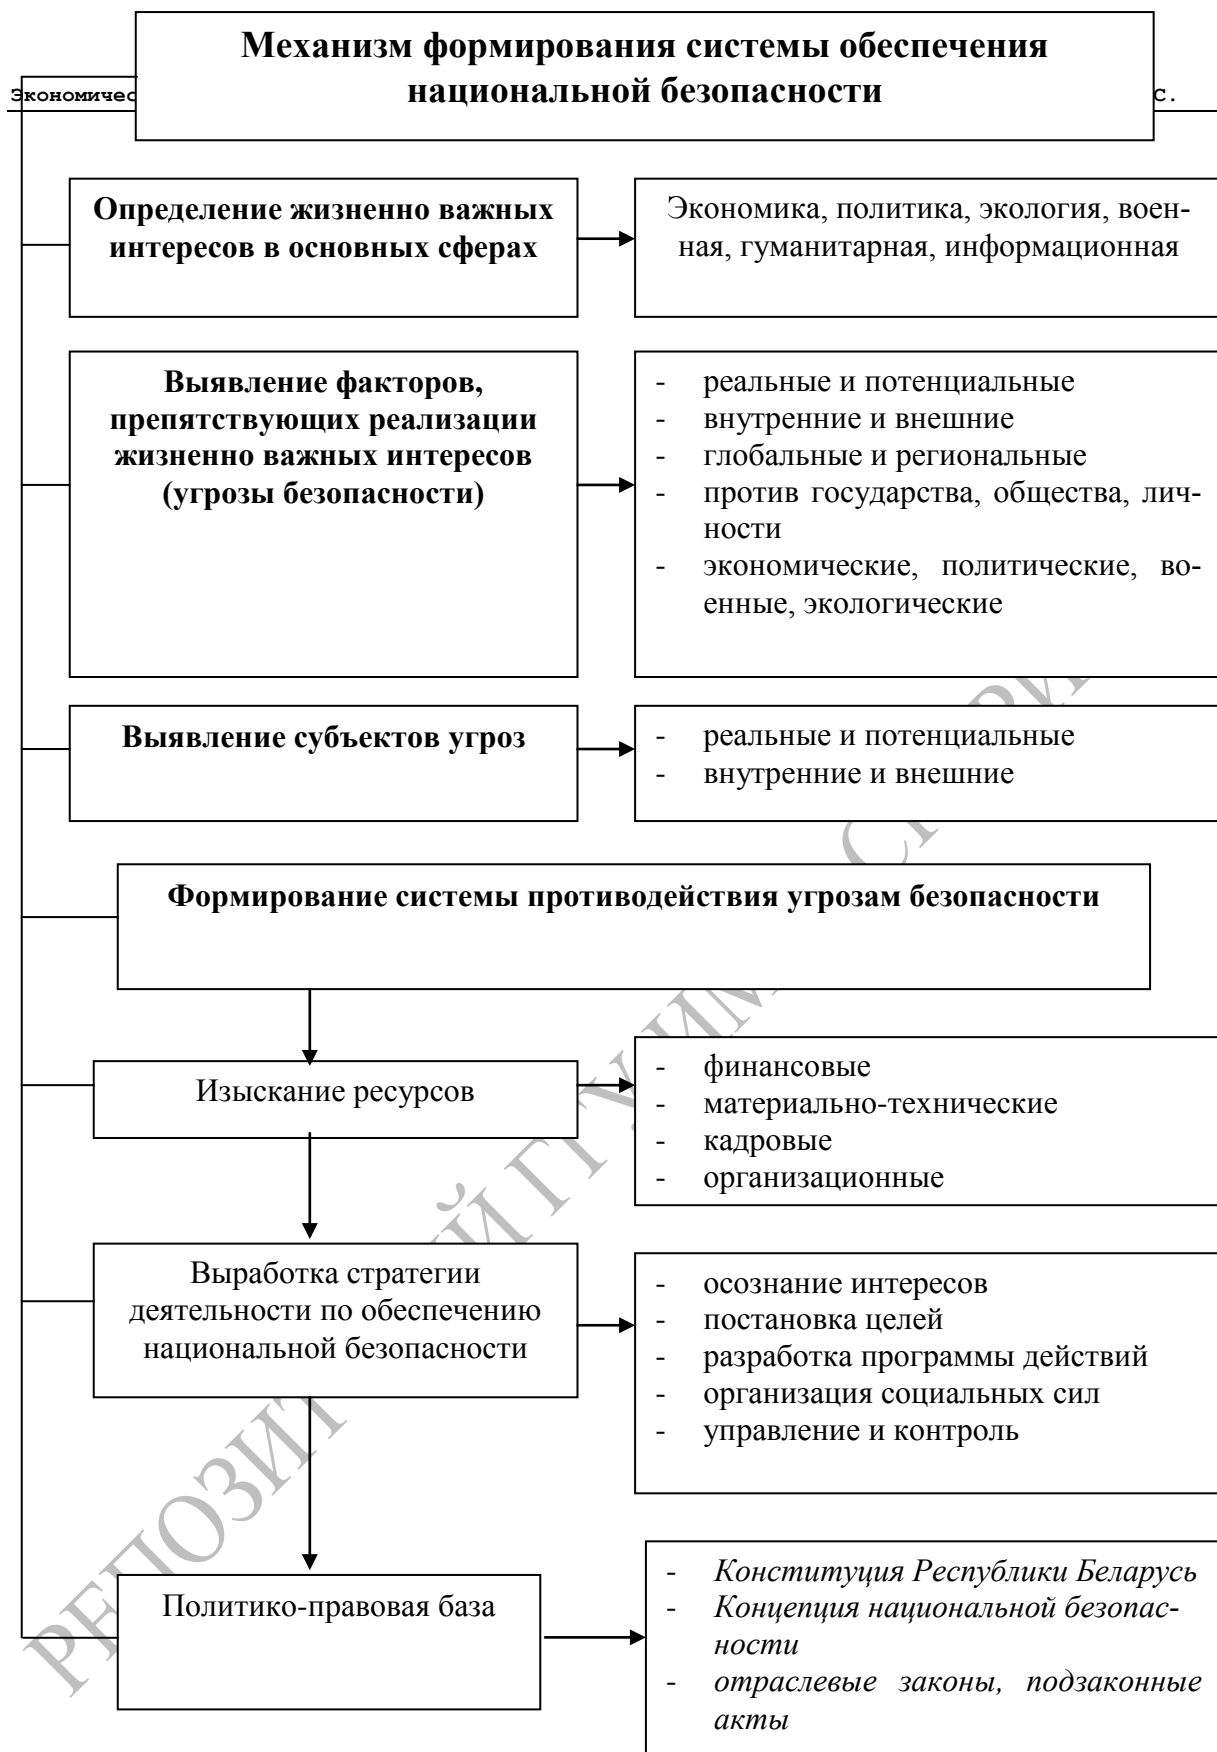 Механизм формирования системы обеспечения
национальной безопасности
Экономичес
с.
Определение жизненно важных
интересов в основных сферах
Экономика, политика, экология, воен-
ная, гуманитарная, информационная
Выявление факторов,
препятствующих реализации
жизненно важных интересов
(угрозы безопасности)
- реальные и потенциальные
- внутренние и внешние
- глобальные и региональные
- против государства, общества, лич-
ности
- экономические, политические, во-
енные, экологические
Выявление субъектов угроз
- реальные и потенциальные
- внутренние и внешние
Формирование системы противодействия угрозам безопасности
Изыскание ресурсов
- финансовые
- материально-технические
- кадровые
- организационные
Выработка стратегии
деятельности по обеспечению
национальной безопасности
- осознание интересов
- постановка целей
- разработка программы действий
- организация социальных сил
- управление и контроль
Политико-правовая база
- Конституция Республики Беларусь
- Концепция национальной безопас-
ности
- отраслевые законы, подзаконные
акты